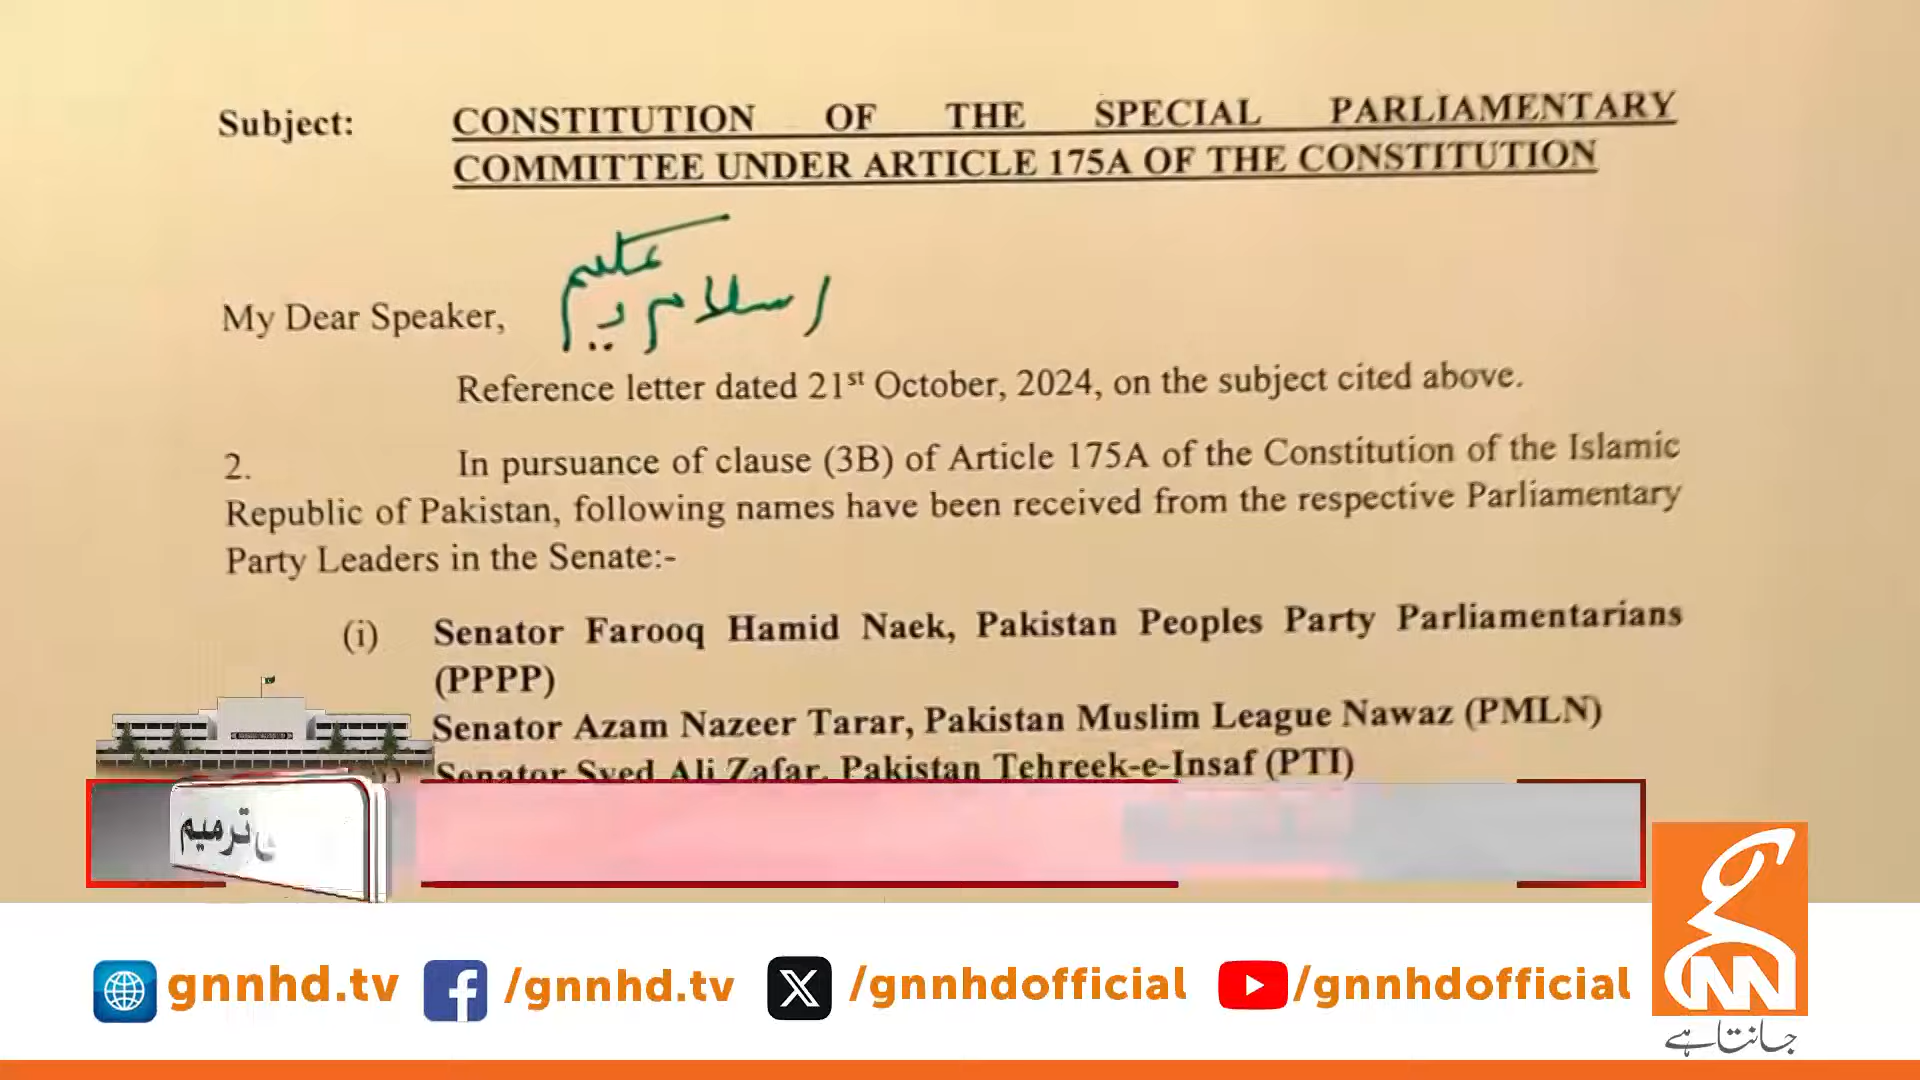 Subject: CONSTITUTION OF THE SPECIAL PARLIAMENTARY
COMMITTEE UNDER ARTICLE 175A OF THE CONSTITUTION
علیکم
اسلام
My Dear Speaker,
Reference letter dated 21st October, 2024, on the subject cited above.
2. In pursuance of clause (3B) of Article 175A of the Constitution of the Islamic
Republic of Pakistan, following names have been received from the respective Parliamentary
Party Leaders in the Senate:-
(i) Senator Farooq Hamid Naek, Pakistan Peoples Party Parliamentarians
(PPPP)
Senator Azam Nazeer Tarar, Pakistan Muslim League Nawaz (PMLN)
Senator Syed Ali Zafar, Pakistan Tehreek-e-Insaf (PTI)
ترمیم
gnnhd.tv /gnnhd.tv /gnnhdofficial /gnnhdofficial
GNN
جانتا ہے